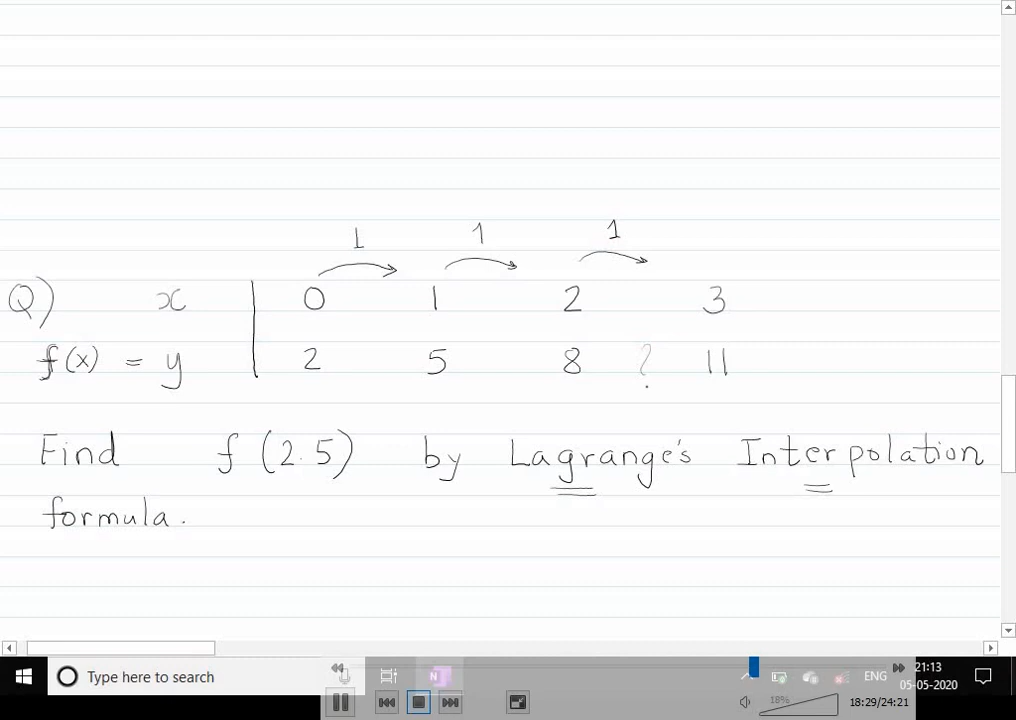 1 1 1
Q) x | 0 1 2 3
f(x) = y | 2 5 8 ? 11
Find f(2.5) by Lagrange's Interpolation
formula.
Type here to search
N
ENG
21:13
05-05-2020
18%
18:29/24:21